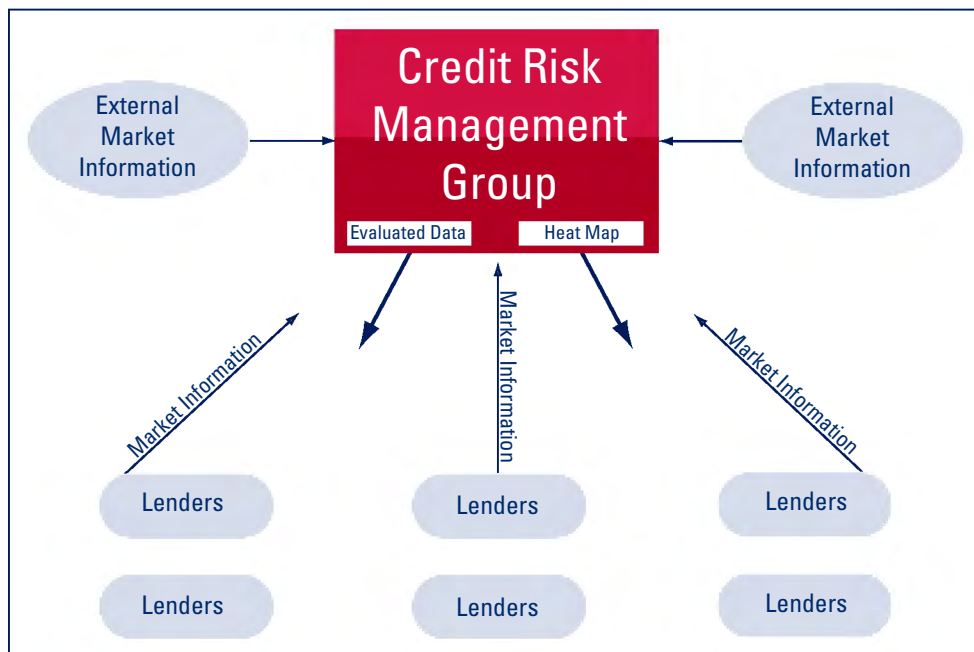 Credit Risk
Management
Group
External
Market
Information
External
Market
Information
Evaluated Data
Heat Map
Market Information
Market Information
Market Information
Lenders
Lenders
Lenders
Lenders
Lenders
Lenders